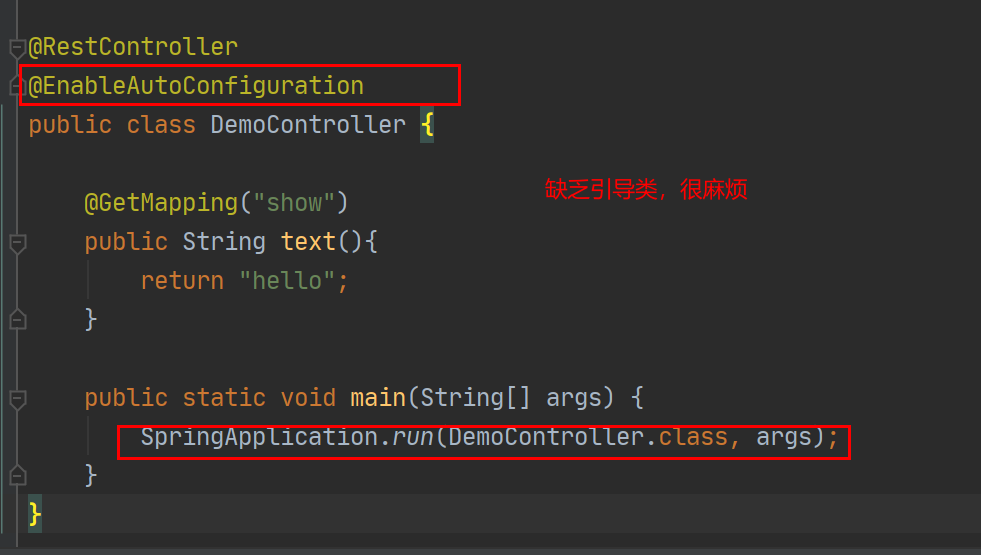 @RestController
@EnableAutoConfiguration
public class DemoController {
缺乏引导类，很麻烦
@GetMapping("show")
public String text(){
return "hello";
}
public static void main(String[] args) {
SpringApplication.run(DemoController.class, args);
}
}